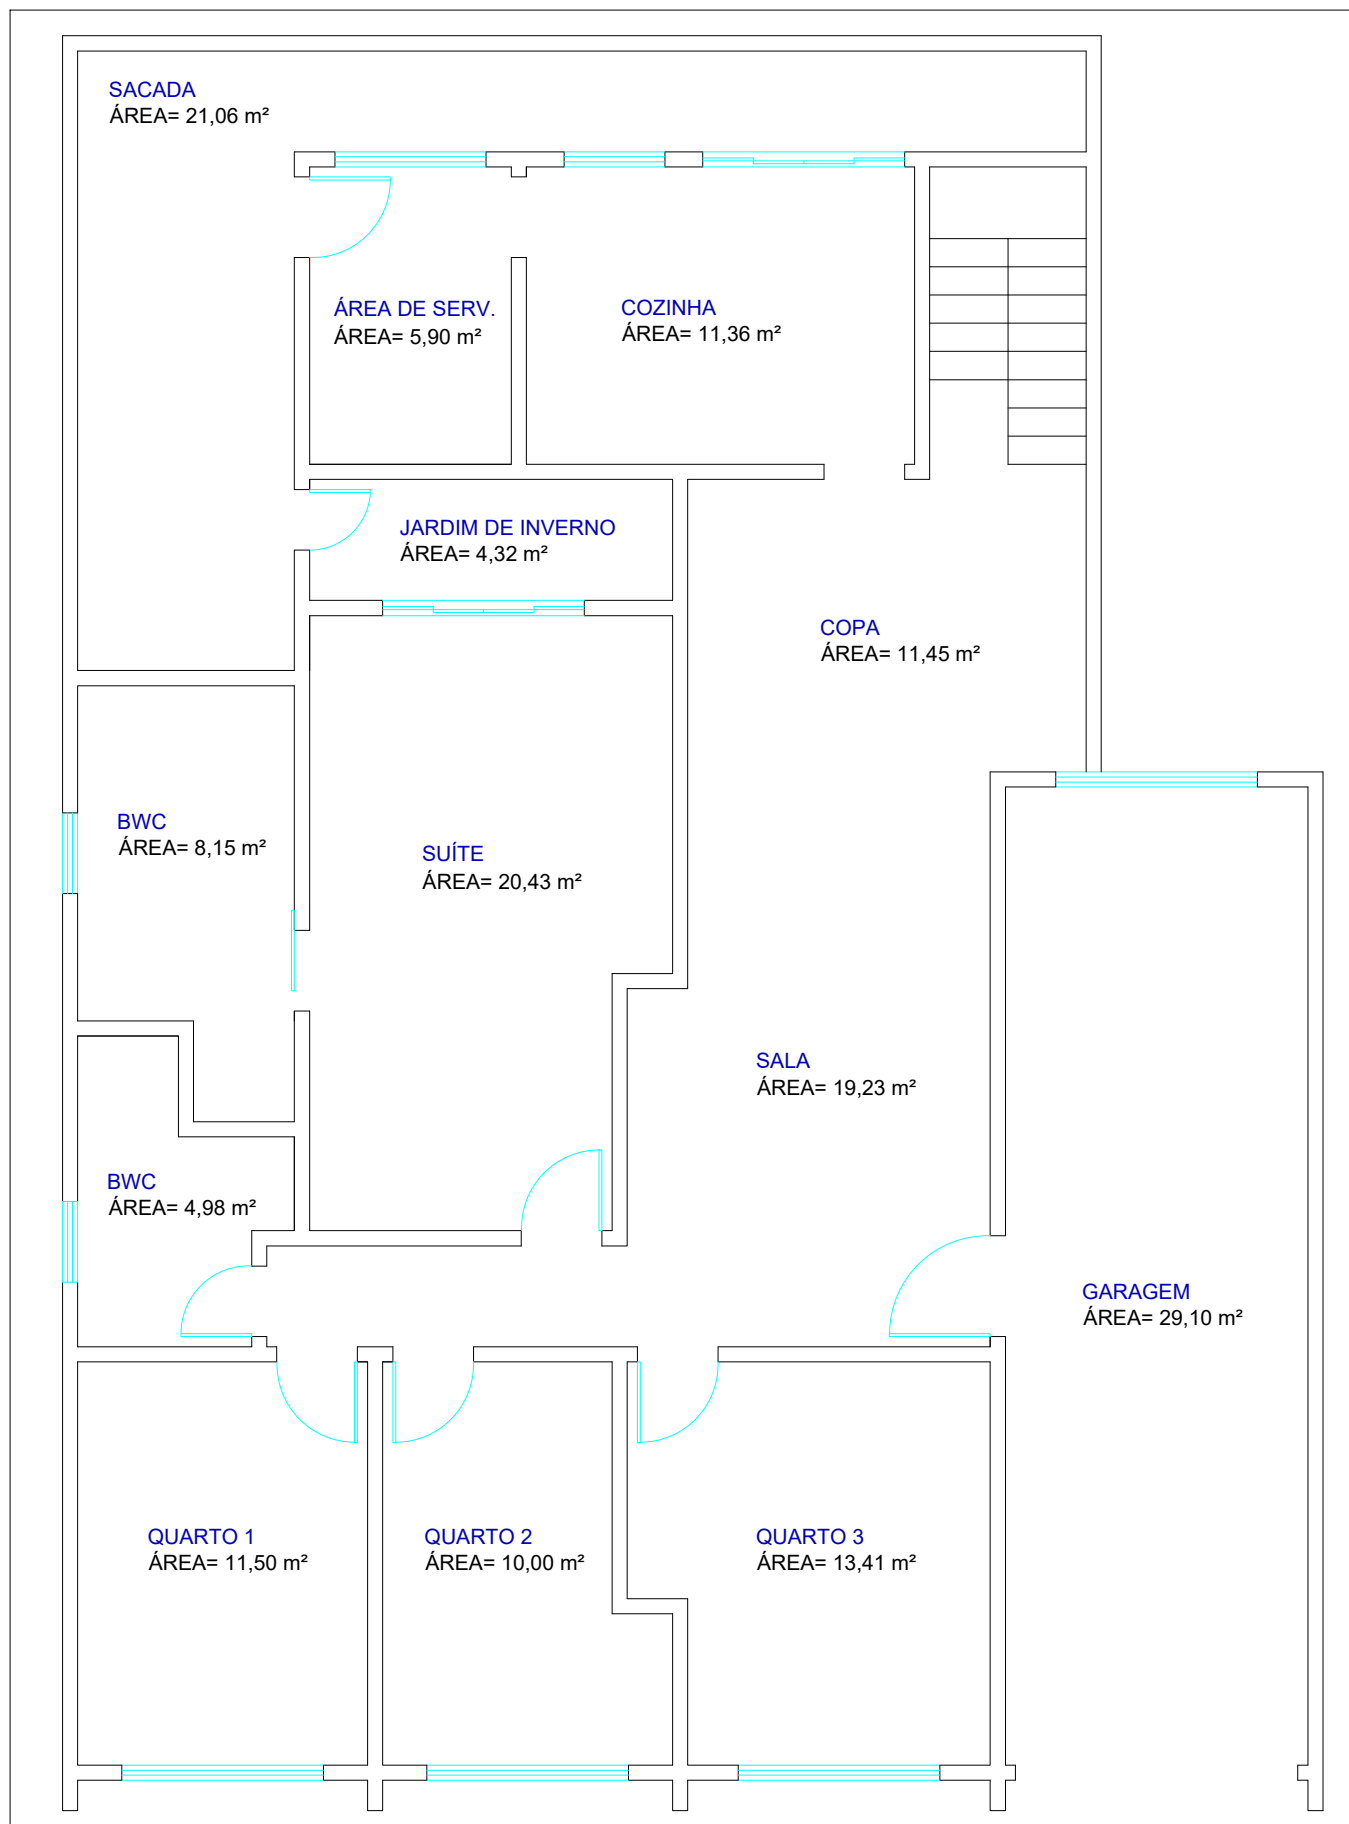 SACADA
ÁREA= 21,06 m²
ÁREA DE SERV.
ÁREA= 5,90 m²
COZINHA
ÁREA= 11,36 m²
JARDIM DE INVERNO
ÁREA= 4,32 m²
COPA
ÁREA= 11,45 m²
BWC
ÁREA= 8,15 m²
SUÍTE
ÁREA= 20,43 m²
SALA
ÁREA= 19,23 m²
BWC
ÁREA= 4,98 m²
GARAGEM
ÁREA= 29,10 m²
QUARTO 1
ÁREA= 11,50 m²
QUARTO 2
ÁREA= 10,00 m²
QUARTO 3
ÁREA= 13,41 m²